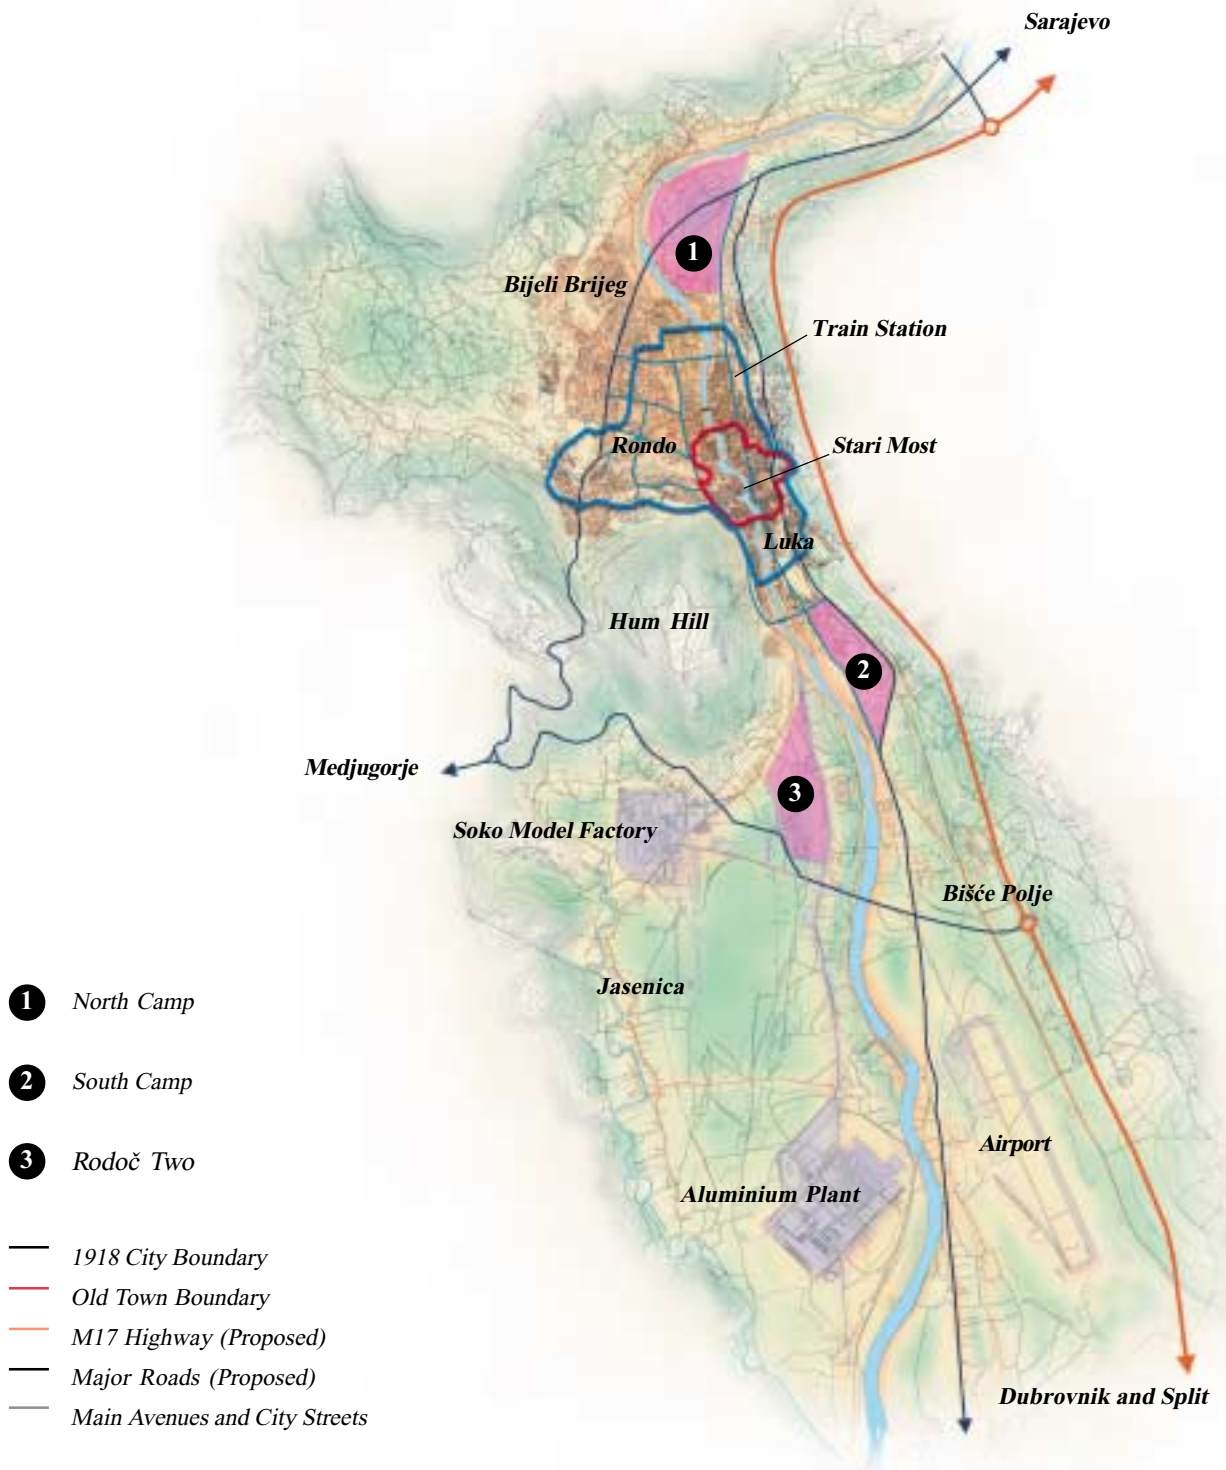 Sarajevo
1
Bijeli Brijeg
Train Station
Rondo
Stari Most
Luka
Hum Hill
2
Medjugorje
3
Soko Model Factory
Bišće Polje
Jasenica
1 North Camp
2 South Camp
Airport
3 Rodoč Two
Aluminium Plant
1918 City Boundary
Old Town Boundary
M17 Highway (Proposed)
Major Roads (Proposed)
Main Avenues and City Streets
Dubrovnik and Split